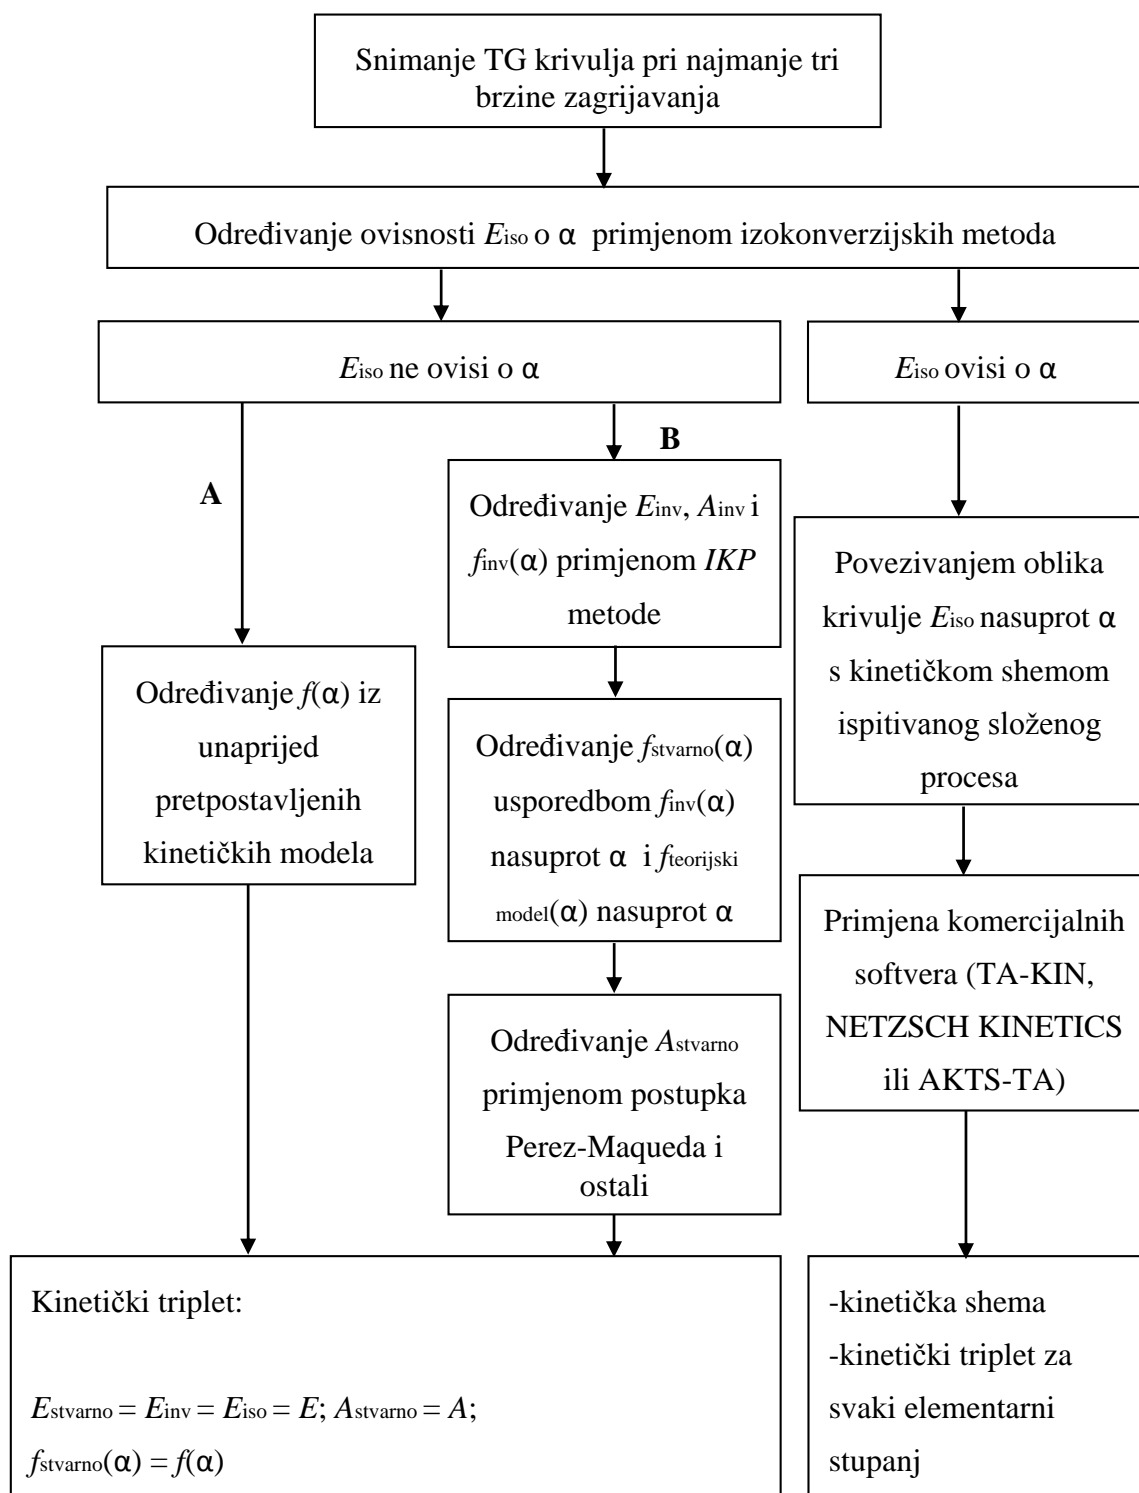 Snimanje TG krivulja pri najmanje tri
brzine zagrijavanja
Određivanje ovisnosti Eiso o α primjenom izokonverzijskih metoda
Eiso ne ovisi o α
Eiso ovisi o α
A
B
Određivanje f(α) iz
unaprijed
pretpostavljenih
kinetičkih modela
Određivanje Einv, Ainv i
finv(α) primjenom IKP
metode
Određivanje fstvarno(α)
usporedbom finv(α)
nasuprot α i fteorijski
model(α) nasuprot α
Određivanje Astvarno
primjenom postupka
Perez-Maqueda i
ostali
Povezivanjem oblika
krivulje Eiso nasuprot α
s kinetičkom shemom
ispitivanog složenog
procesa
Primjena komercijalnih
softvera (TA-KIN,
NETZSCH KINETICS
ili AKTS-TA)
Kinetički triplet:
Estvarno = Einv = Eiso = E; Astvarno = A;
fstvarno(α) = f(α)
-kinetička shema
-kinetički triplet za
svaki elementarni
stupanj